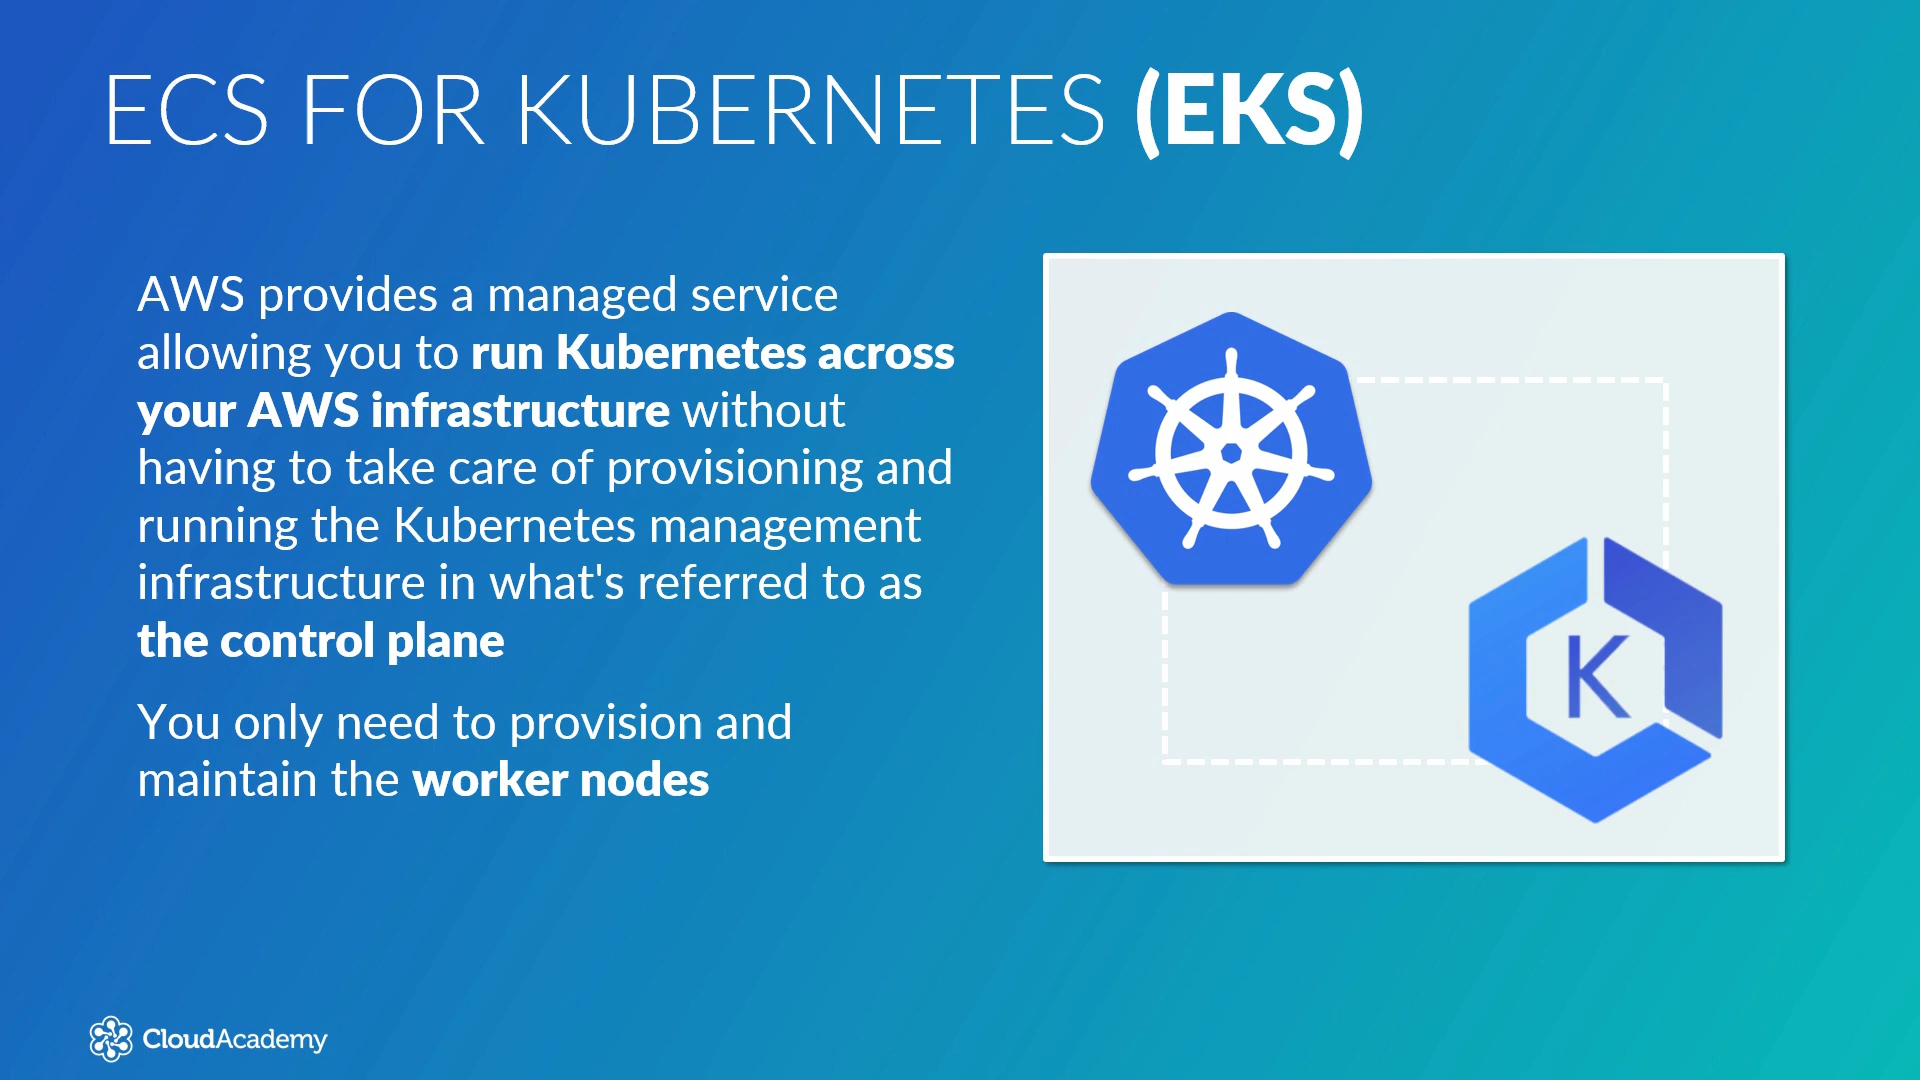 ECS FOR KUBERNETES (EKS)
AWS provides a managed service
allowing you to run Kubernetes across
your AWS infrastructure without
having to take care of provisioning and
running the Kubernetes management
infrastructure in what's referred to as
the control plane
You only need to provision and
maintain the worker nodes
K
CloudAcademy